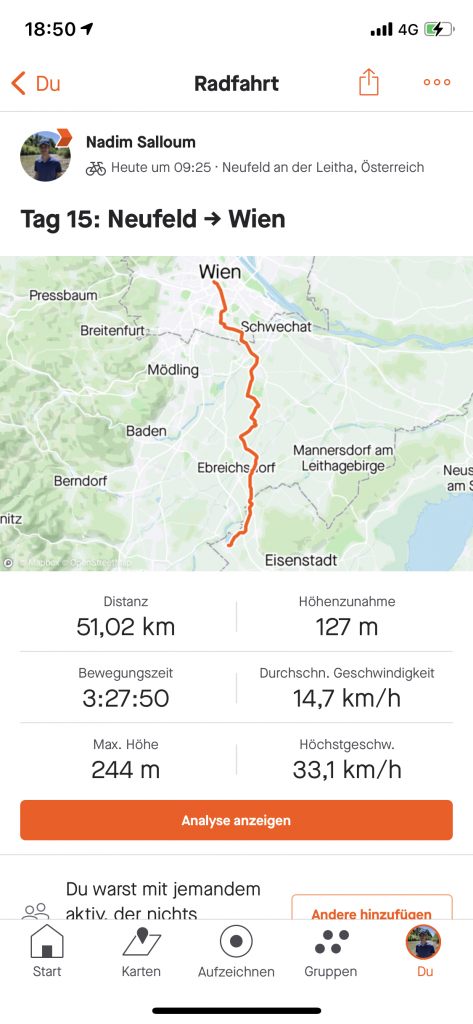 18:50
4G
Du
Radfahrt
Nadim Salloum
Heute um 09:25 · Neufeld an der Leitha, Österreich
Tag 15: Neufeld → Wien
Wien
Pressbaum
Breitenfurt
Schwechat
Mödling
Baden
Mannersdorf am
Leithagebirge
Ebreichsdorf
Berndorf
Neus
am S
nitz
© Mapbox © OpenStreetMap
Eisenstadt
Distanz
51,02 km
Höhenzunahme
127 m
Bewegungszeit
3:27:50
Durchschn. Geschwindigkeit
14,7 km/h
Max. Höhe
244 m
Höchstgeschw.
33,1 km/h
Analyse anzeigen
Du warst mit jemandem
aktiv, der nichts
Andere hinzufügen
Start
Karten
Aufzeichnen
Gruppen
Du